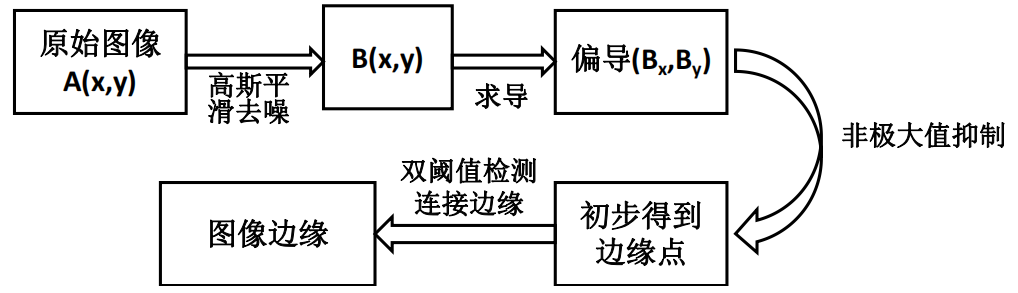 原始图像
A(x,y)
高斯平
滑去噪
B(x,y)
求导
偏导(Bx,By)
非极大值抑制
初步得到
边缘点
双阈值检测
连接边缘
图像边缘